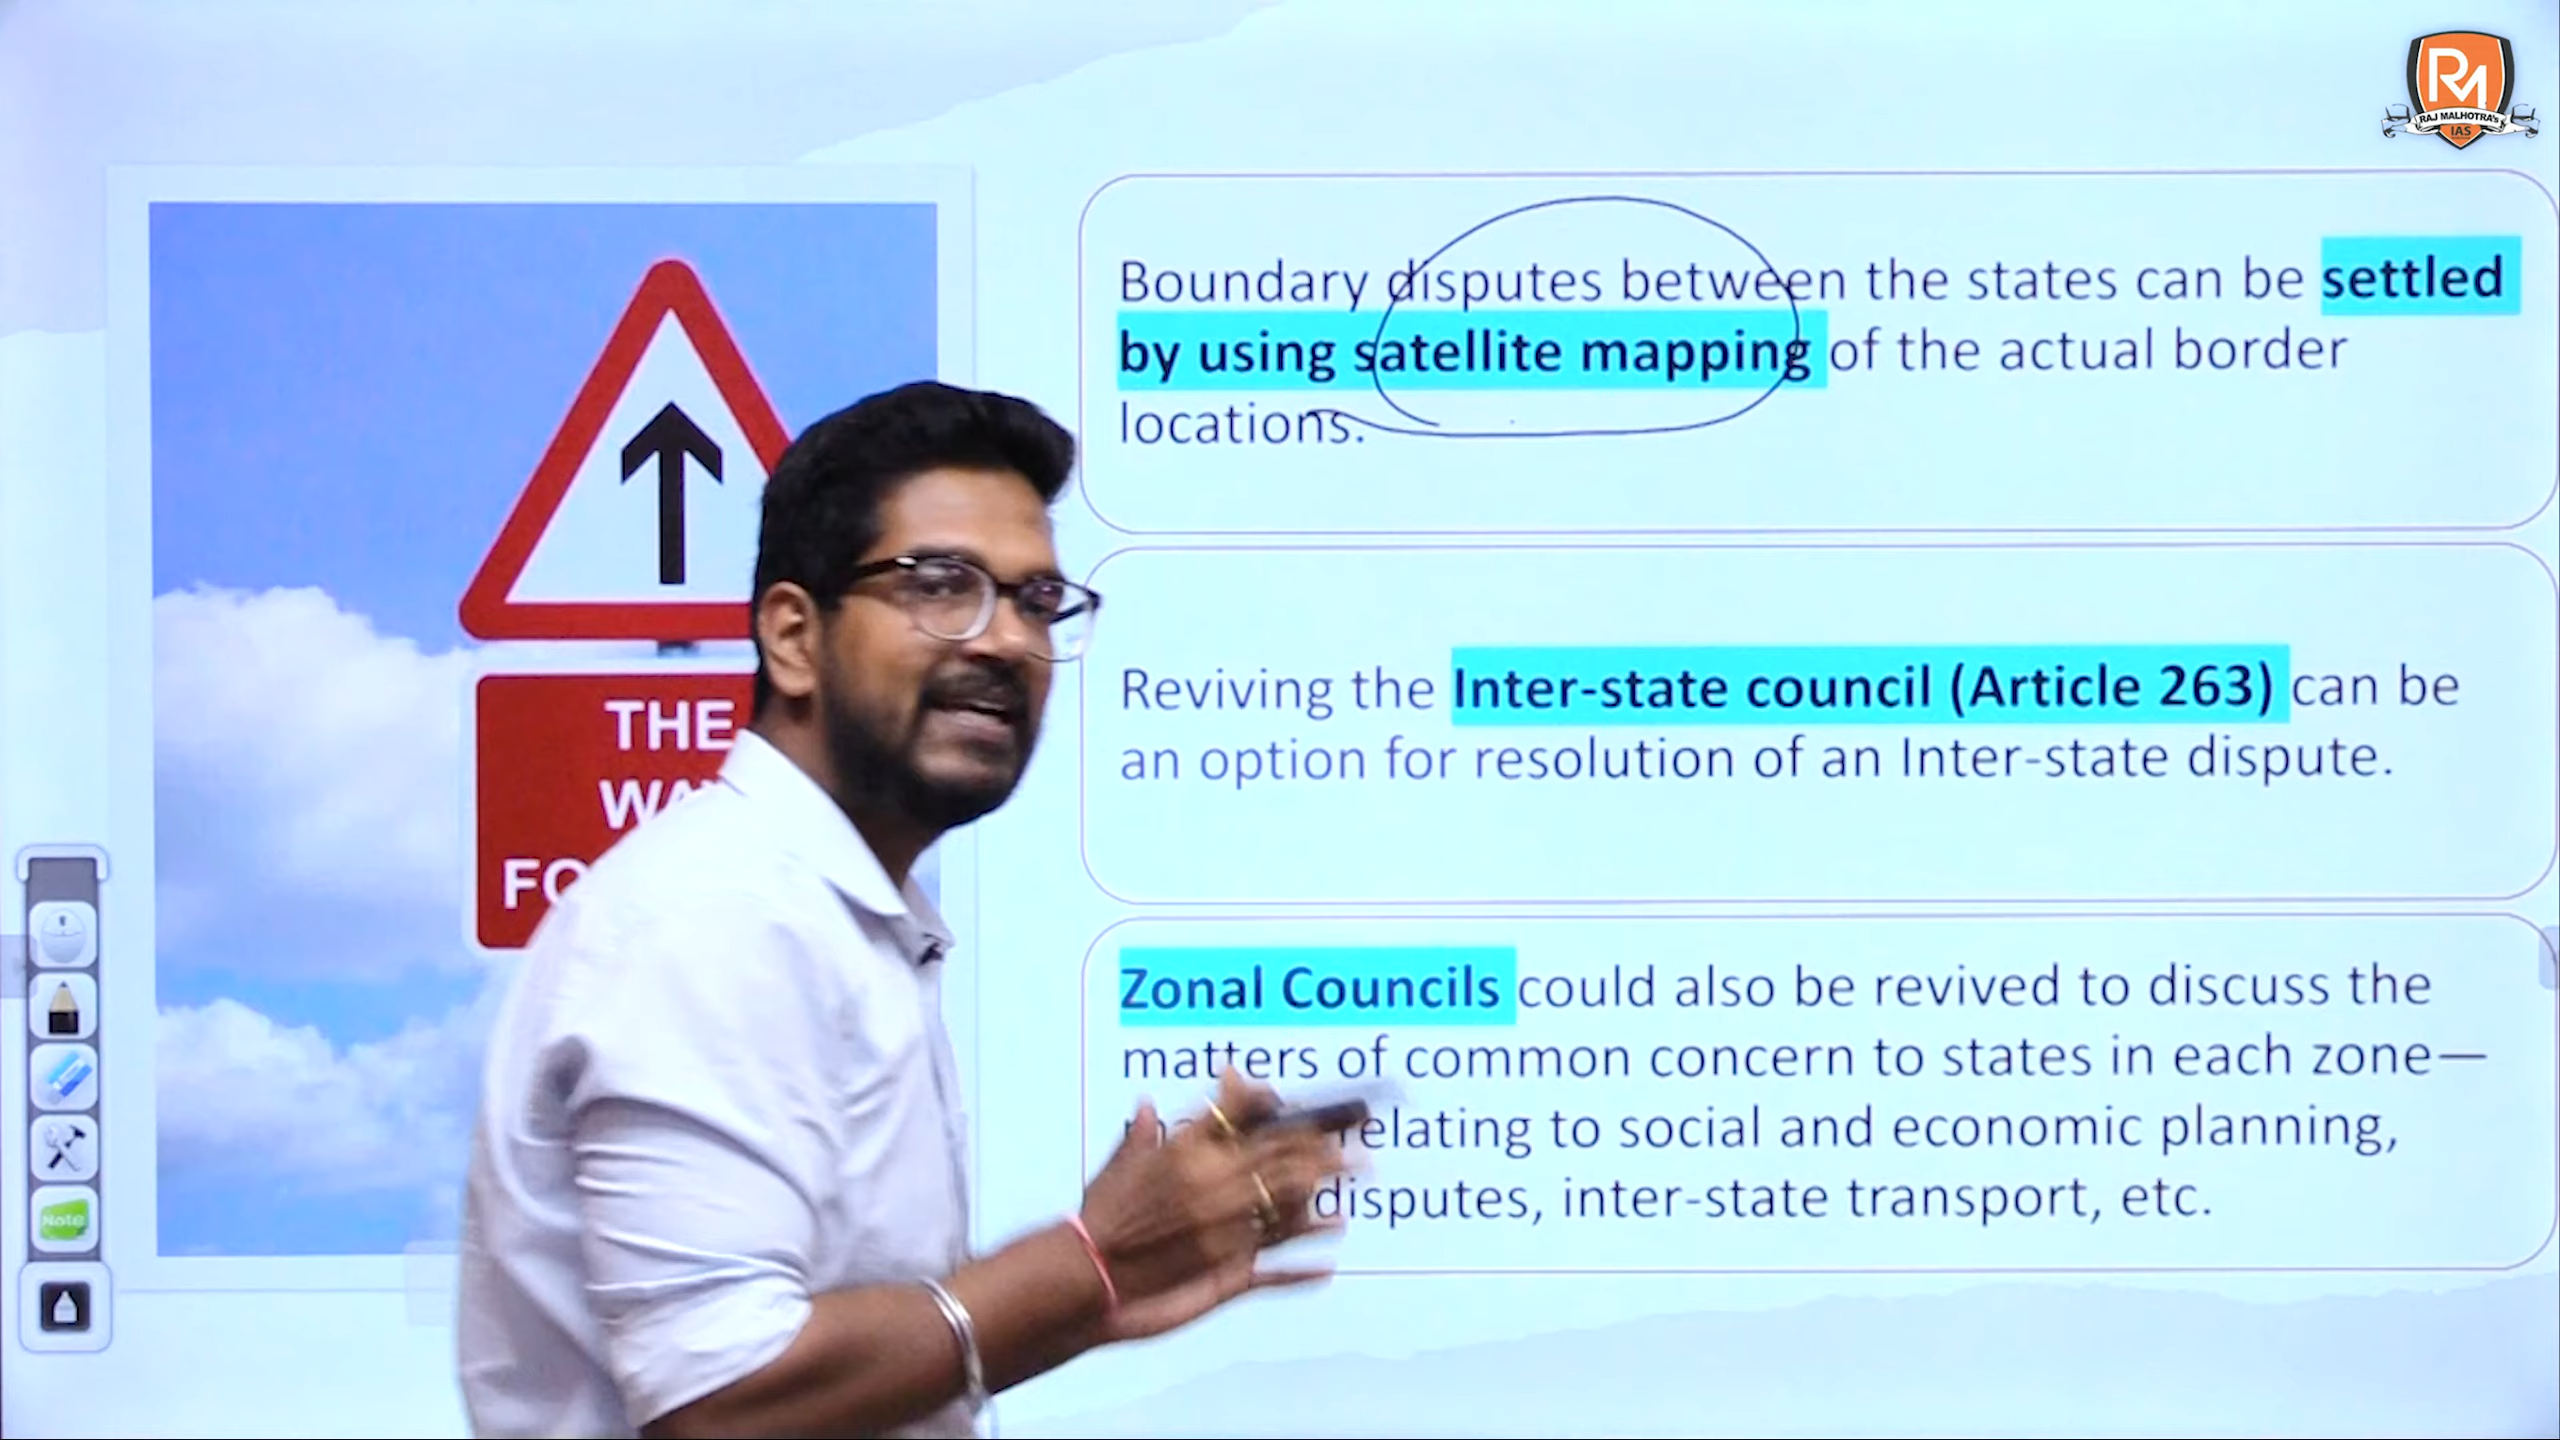 RM
RAJ MALHOTRA's
IAS
THE
Boundary disputes between the states can be settled
by using satellite mapping of the actual border
locations.
Reviving the Inter-state council (Article 263) can be
an option for resolution of an Inter-state dispute.
Zonal Councils could also be revived to discuss the
matters of common concern to states in each zone—
relating to social and economic planning,
disputes, inter-state transport, etc.
Note